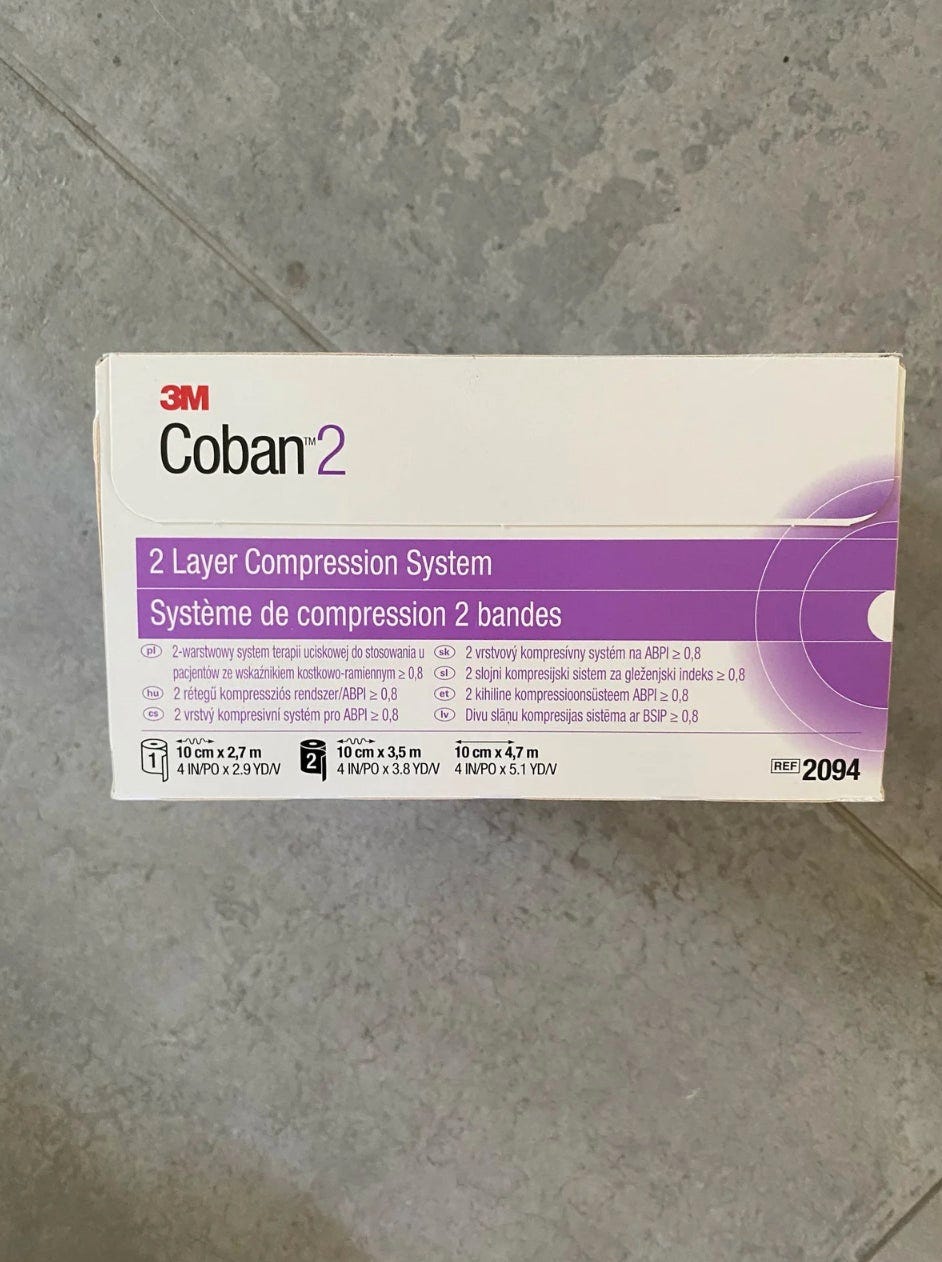 3M
Coban™2
2 Layer Compression System
Système de compression 2 bandes
pl 2-warstwowy system terapii uciskowej do stosowania u
pacjentów ze wskaźnikiem kostkowo-ramiennym ≥ 0,8
hu 2 rétegű kompressziós rendszer/ABPI ≥ 0,8
cs 2 vrstvý kompresivní systém pro ABPI ≥ 0,8
sk 2 vrstvový kompresívny systém na ABPI ≥ 0,8
sl 2 slojni kompresijski sistem za gleženjski indeks ≥ 0,8
et 2 kihiline kompressioonsüsteem ABPI ≥ 0,8
lv Divu slāņu kompresijas sistēma ar BSIP ≥ 0,8
1 10 cm x 2,7 m
4 IN/PO x 2.9 YD/V
2 10 cm x 3,5 m
4 IN/PO x 3.8 YD/V
10 cm x 4,7 m
4 IN/PO x 5.1 YD/V
REF 2094